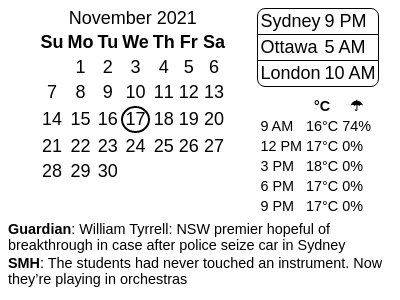 November 2021
Su Mo Tu We Th Fr Sa
1 2 3 4 5 6
7 8 9 10 11 12 13
14 15 16 17 18 19 20
21 22 23 24 25 26 27
28 29 30
Sydney 9 PM
Ottawa 5 AM
London 10 AM
°C ☂
9 AM 16°C 74%
12 PM 17°C 0%
3 PM 18°C 0%
6 PM 17°C 0%
9 PM 17°C 0%
Guardian: William Tyrrell: NSW premier hopeful of
breakthrough in case after police seize car in Sydney
SMH: The students had never touched an instrument. Now
they’re playing in orchestras